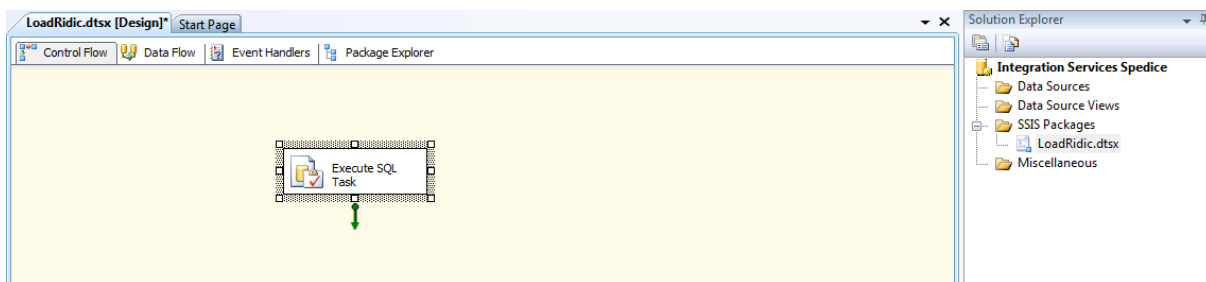 LoadRidic.dtsx [Design]* Start Page
Control Flow Data Flow Event Handlers Package Explorer
Execute SQL
Task
Solution Explorer
Integration Services Spedice
Data Sources
Data Source Views
SSIS Packages
LoadRidic.dtsx
Miscellaneous